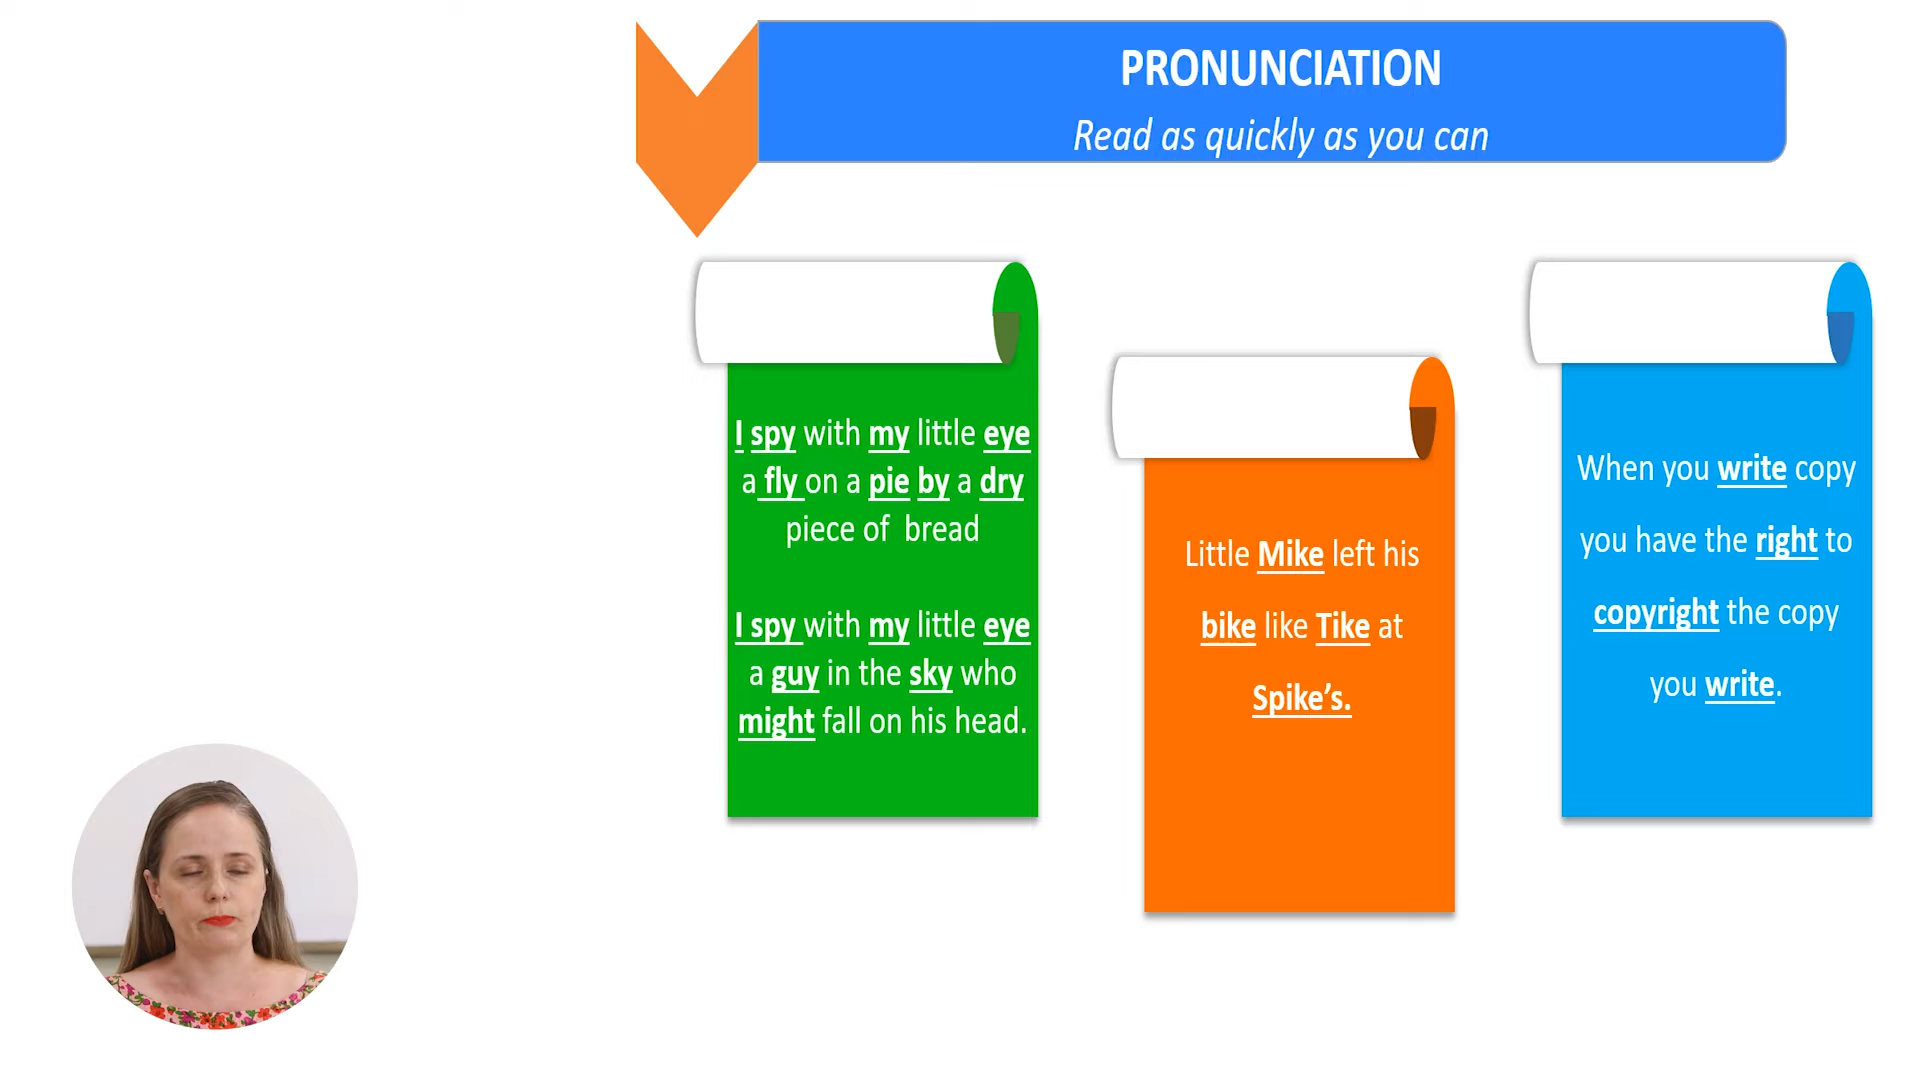 PRONUNCIATION
Read as quickly as you can
I spy with my little eye
a fly on a pie by a dry
piece of bread
I spy with my little eye
a guy in the sky who
might fall on his head.
Little Mike left his
bike like Tike at
Spike’s.
When you write copy
you have the right to
copyright the copy
you write.